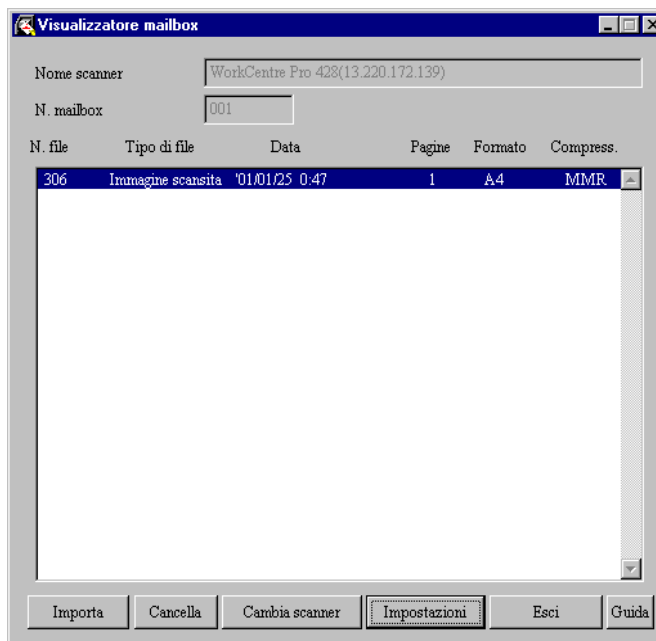 Visualizzatore mailbox
Nome scanner WorkCentre Pro 428(13.220.172.139)
N. mailbox 001
N. file Tipo di file Data Pagine Formato Compress.
306 Immagine scansita '01/01/25 0:47 1 A4 MMR
Importa Cancella Cambia scanner Impostazioni Esci Guida